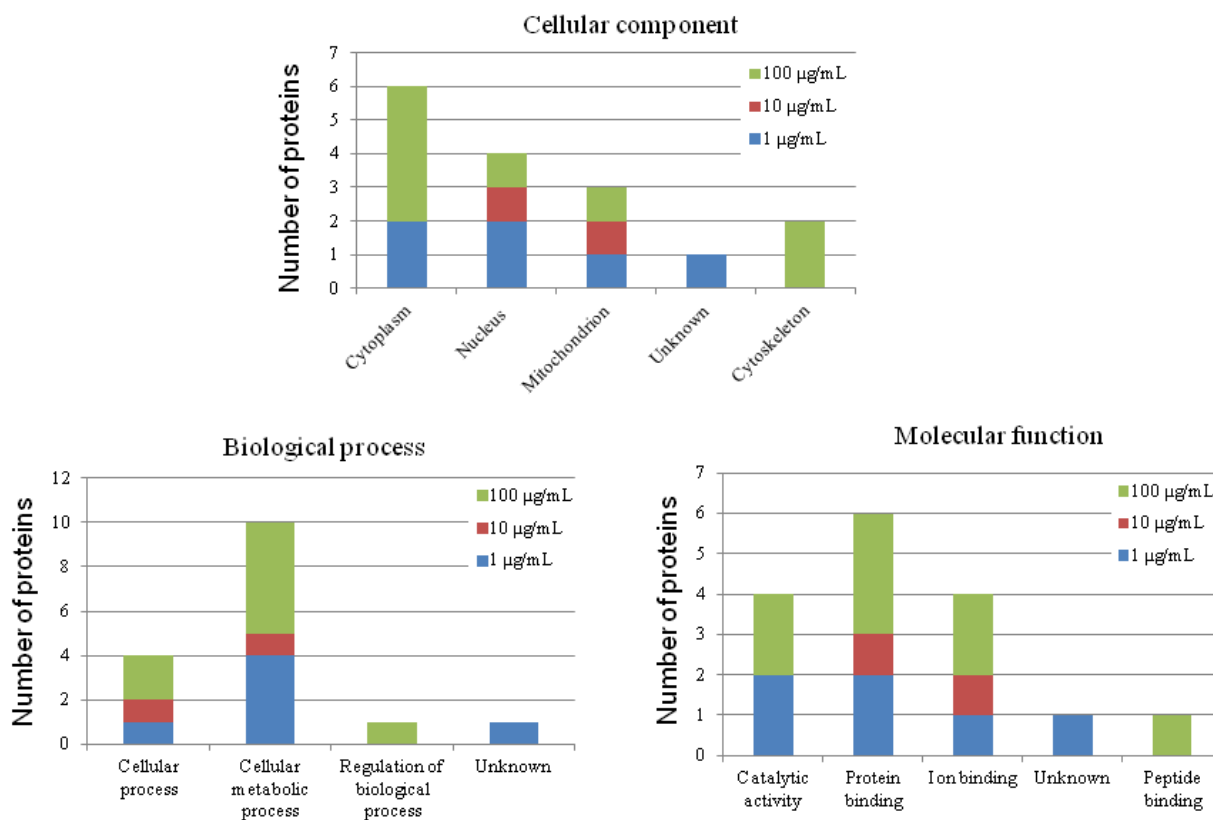 Cellular component
Number of proteins
7
6
5
4
3
2
1
0
100 µg/mL
10 µg/mL
1 µg/mL
Cytoplasm
Nucleus
Mitochondrion
Unknown
Cytoskeleton
Biological process
Number of proteins
12
10
8
6
4
2
0
100 µg/mL
10 µg/mL
1 µg/mL
Cellular
process
Cellular
metabolic
process
Regulation of
biological
process
Unknown
Molecular function
Number of proteins
7
6
5
4
3
2
1
0
100 µg/mL
10 µg/mL
1 µg/mL
Catalytic
activity
Protein
binding
Ion binding
Unknown
Peptide
binding